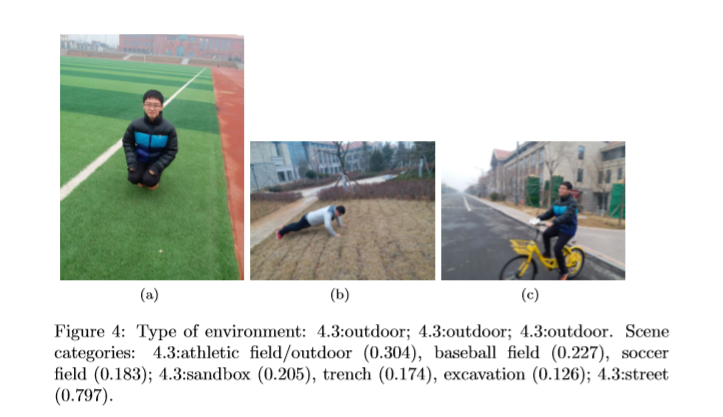 (a)
(b)
(c)
Figure 4: Type of environment: 4.3:outdoor; 4.3:outdoor; 4.3:outdoor. Scene
categories: 4.3:athletic field/outdoor (0.304), baseball field (0.227), soccer
field (0.183); 4.3:sandbox (0.205), trench (0.174), excavation (0.126); 4.3:street
(0.797).